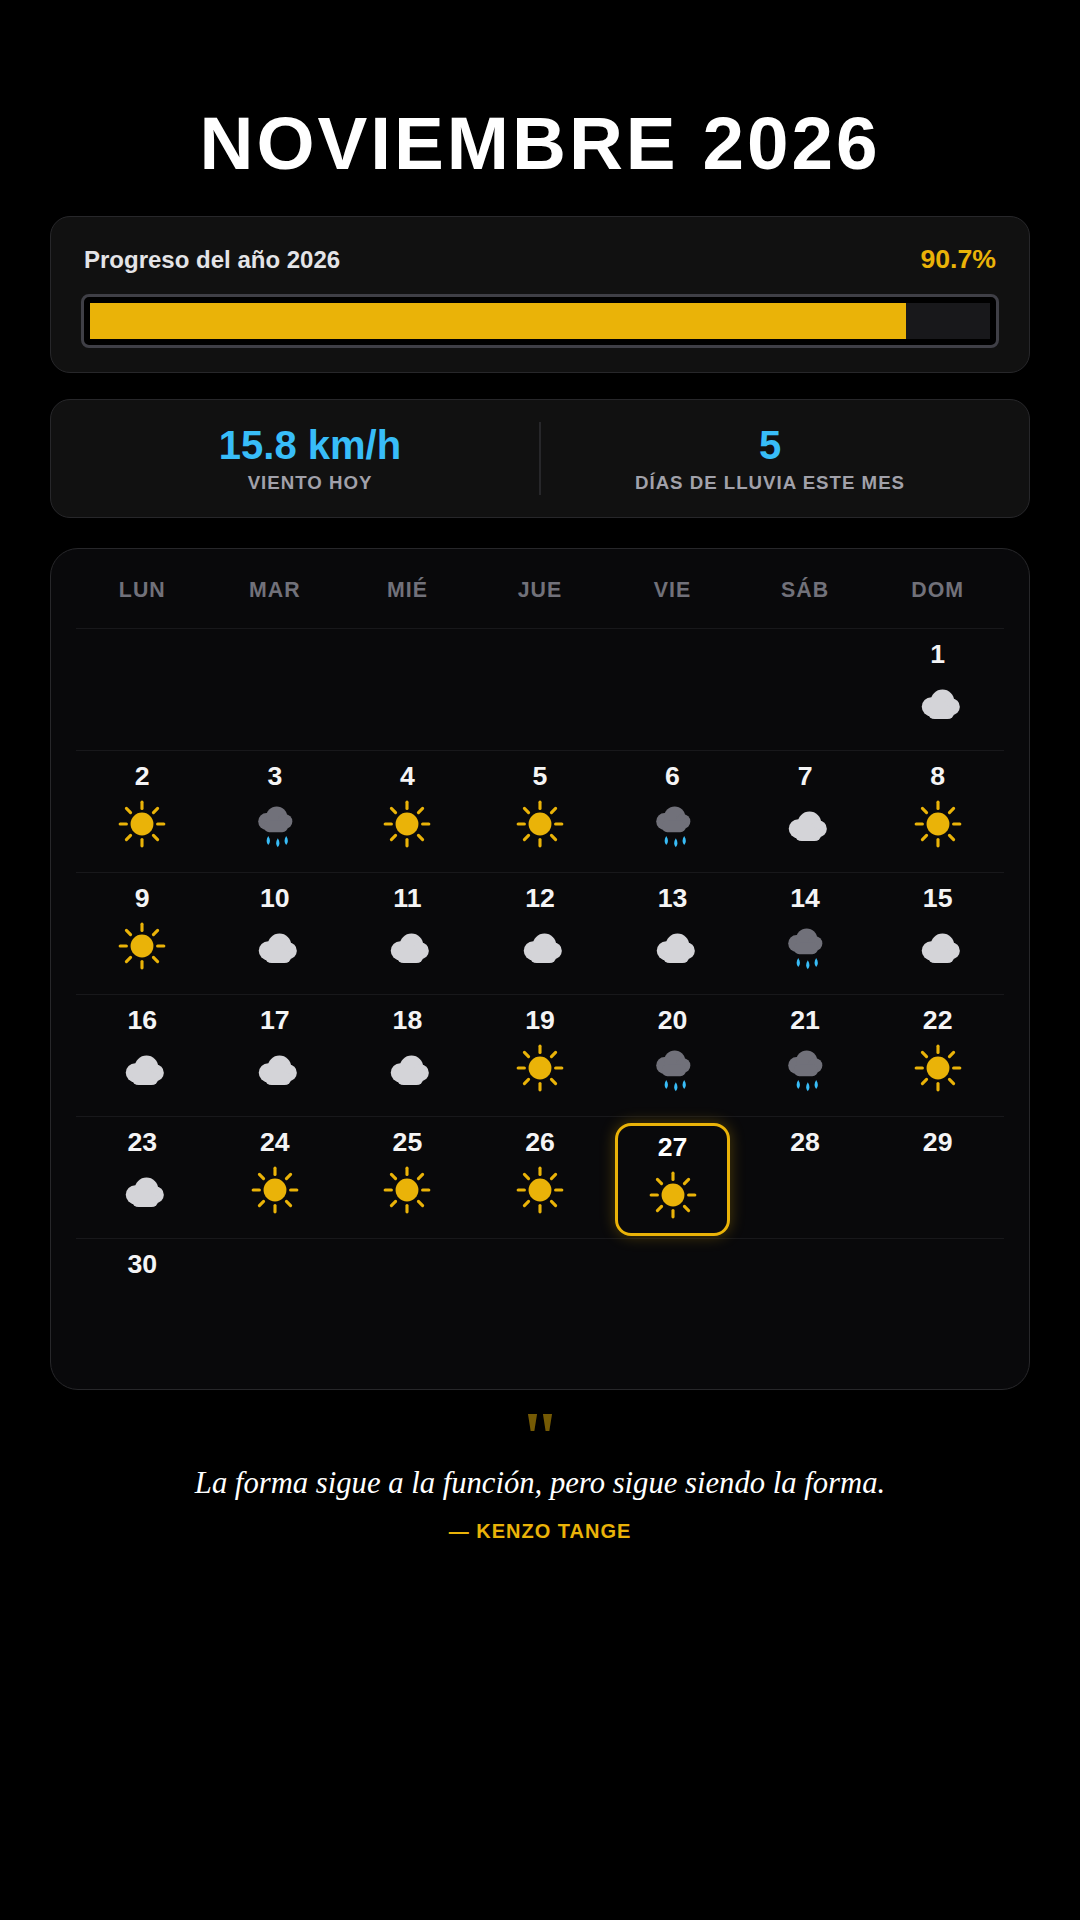 NOVIEMBRE 2026
Progreso del año 2026 90.7%
15.8 km/h 5
VIENTO HOY DÍAS DE LLUVIA ESTE MES
LUN MAR MIÉ JUE VIE SÁB DOM
1
2 3 4 5 6 7 8
9 10 11 12 13 14 15
16 17 18 19 20 21 22
23 24 25 26 27 28 29
30
"
La forma sigue a la función, pero sigue siendo la forma.
— KENZO TANGE